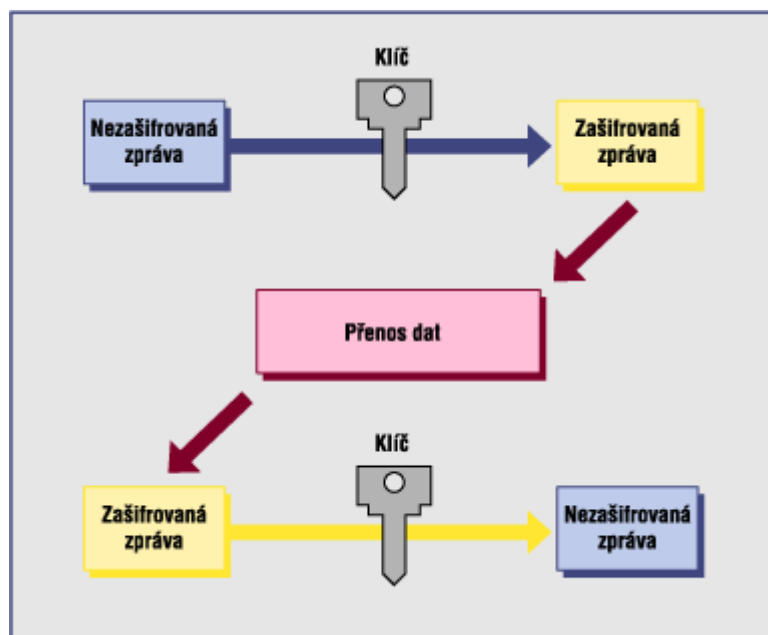 Klíč
Nezašifrovaná
zpráva
Zašifrovaná
zpráva
Přenos dat
Klíč
Zašifrovaná
zpráva
Nezašifrovaná
zpráva